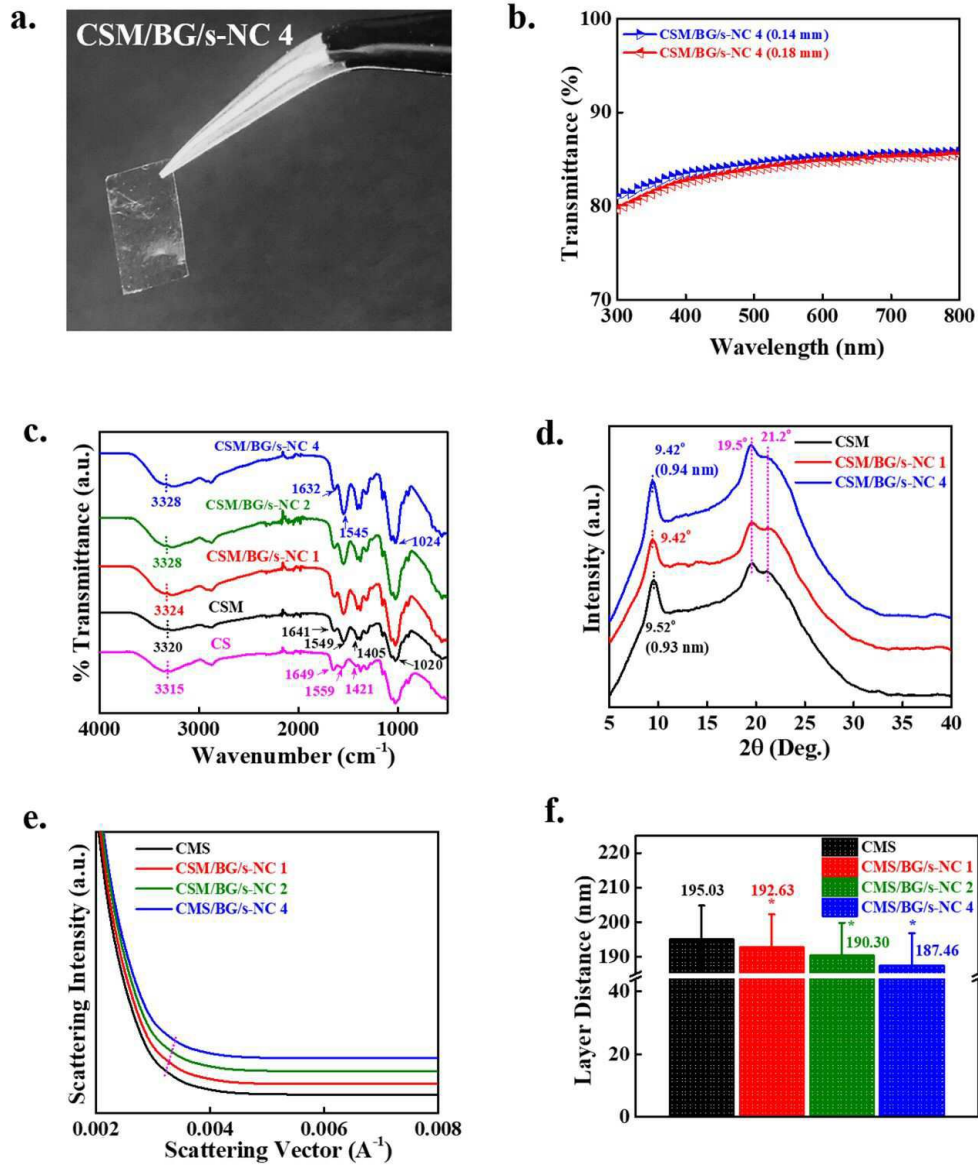 a.
CSM/BG/s-NC 4
b.
100
90
80
70
Transmittance (%)
CSM/BG/s-NC 4 (0.14 mm)
CSM/BG/s-NC 4 (0.18 mm)
300 400 500 600 700 800
Wavelength (nm)
c.
% Transmittance (a.u.)
CSM/BG/s-NC 4
3328
1632
1545
1024
CSM/BG/s-NC 2
3328
CSM/BG/s-NC 1
3324
CSM
3320
1641
1549
1405
1020
CS
3315
1649
1559
1421
4000 3000 2000 1000
Wavenumber (cm⁻¹)
d.
Intensity (a.u.)
9.42°
(0.94 nm)
19.5°
21.2°
CSM
CSM/BG/s-NC 1
CSM/BG/s-NC 4
9.42°
9.52°
(0.93 nm)
5 10 15 20 25 30 35 40
2θ (Deg.)
e.
Scattering Intensity (a.u.)
CMS
CSM/BG/s-NC 1
CSM/BG/s-NC 2
CMS/BG/s-NC 4
0.002 0.004 0.006 0.008
Scattering Vector (A⁻¹)
f.
Layer Distance (nm)
220
210
200
190
40
20
0
CMS
CMS/BG/s-NC 1
CMS/BG/s-NC 2
CMS/BG/s-NC 4
195.03
192.63
*
*
190.30
*
187.46